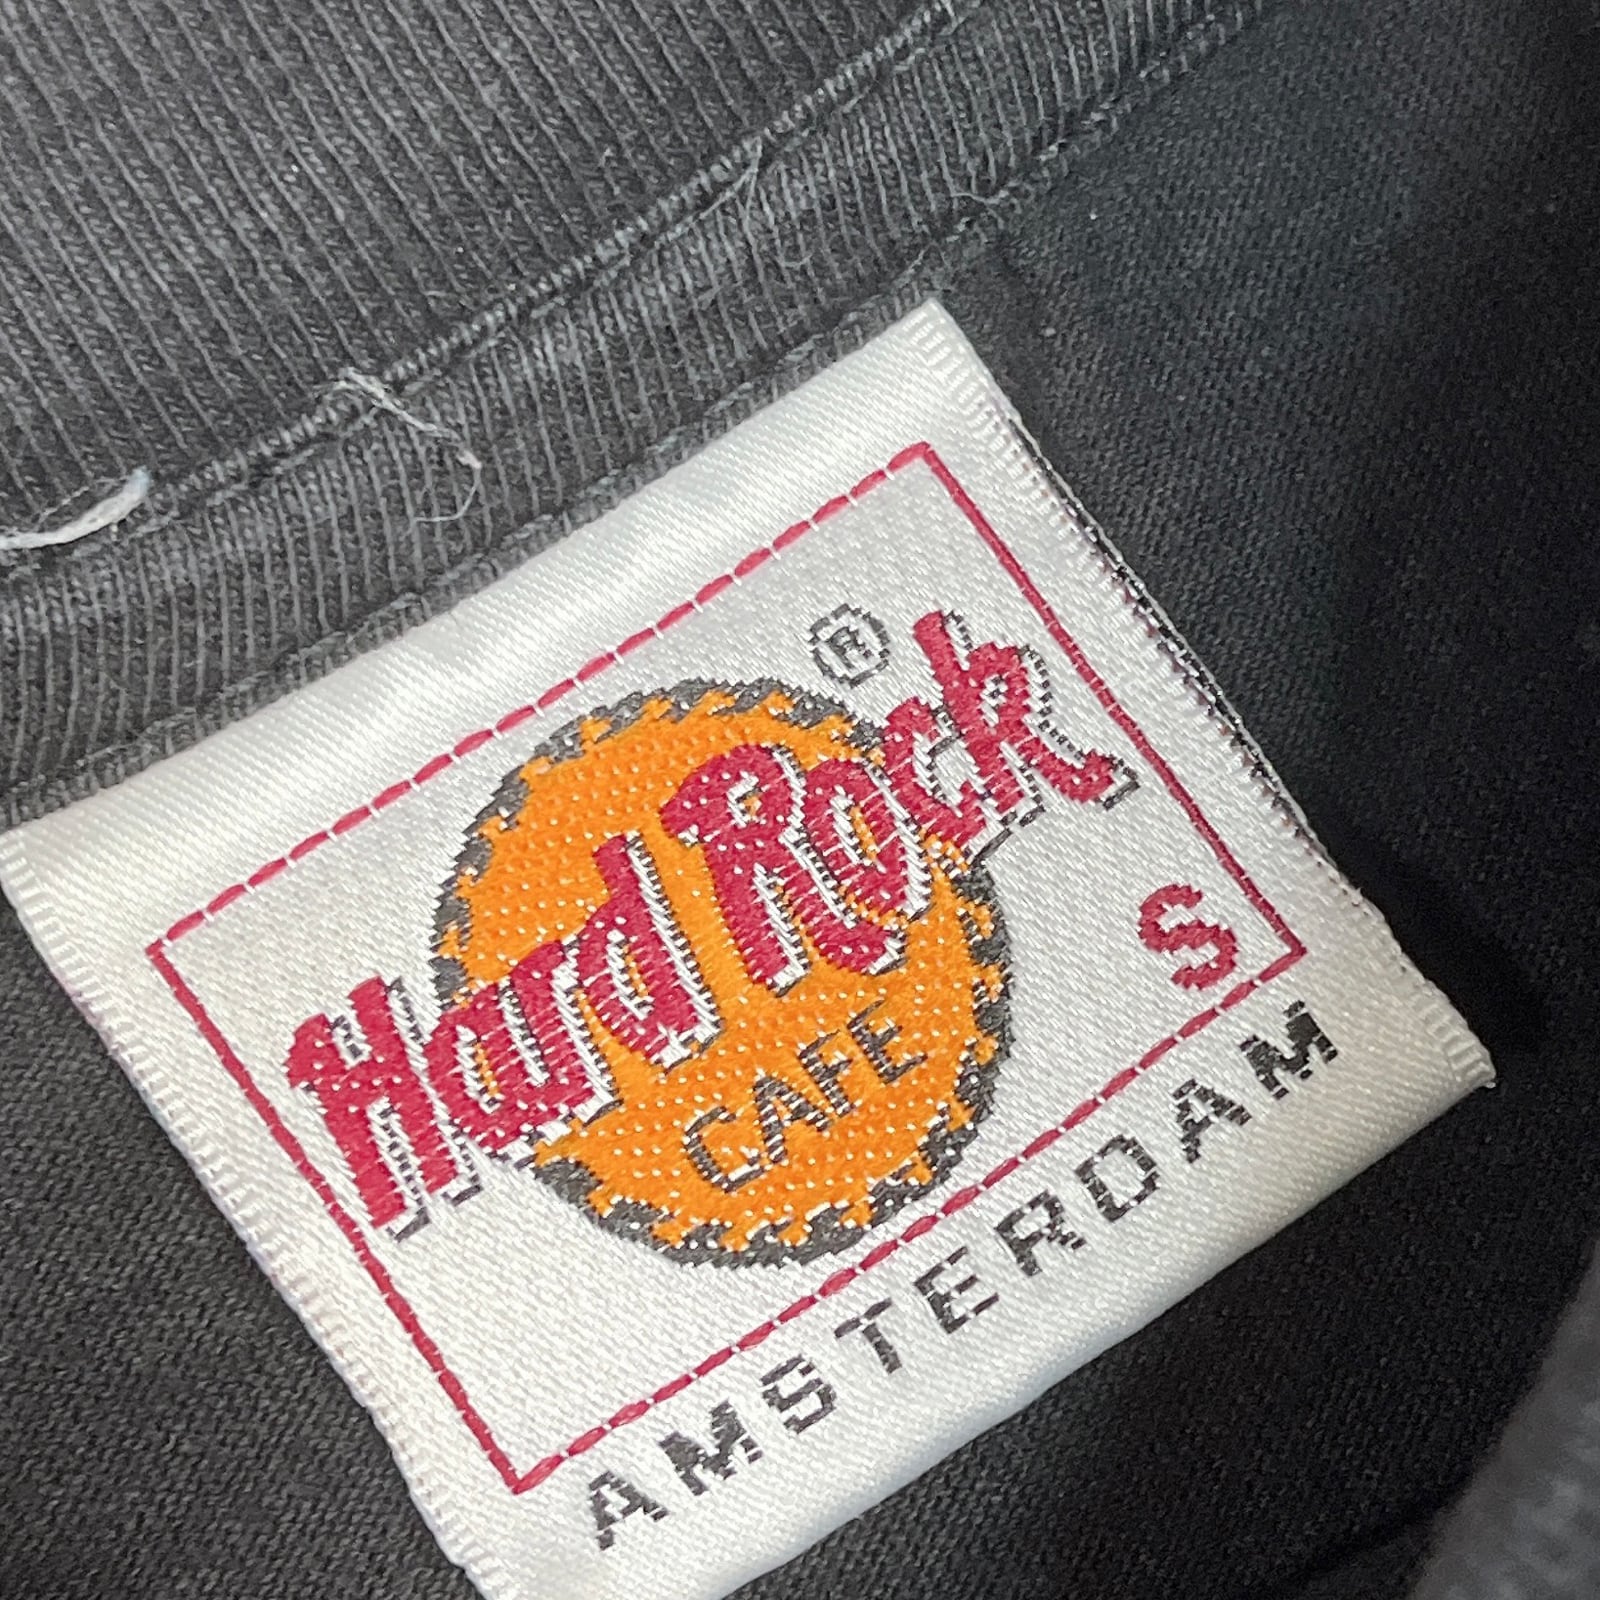 Hard Rock ®
CAFE
S
AMSTERDAM